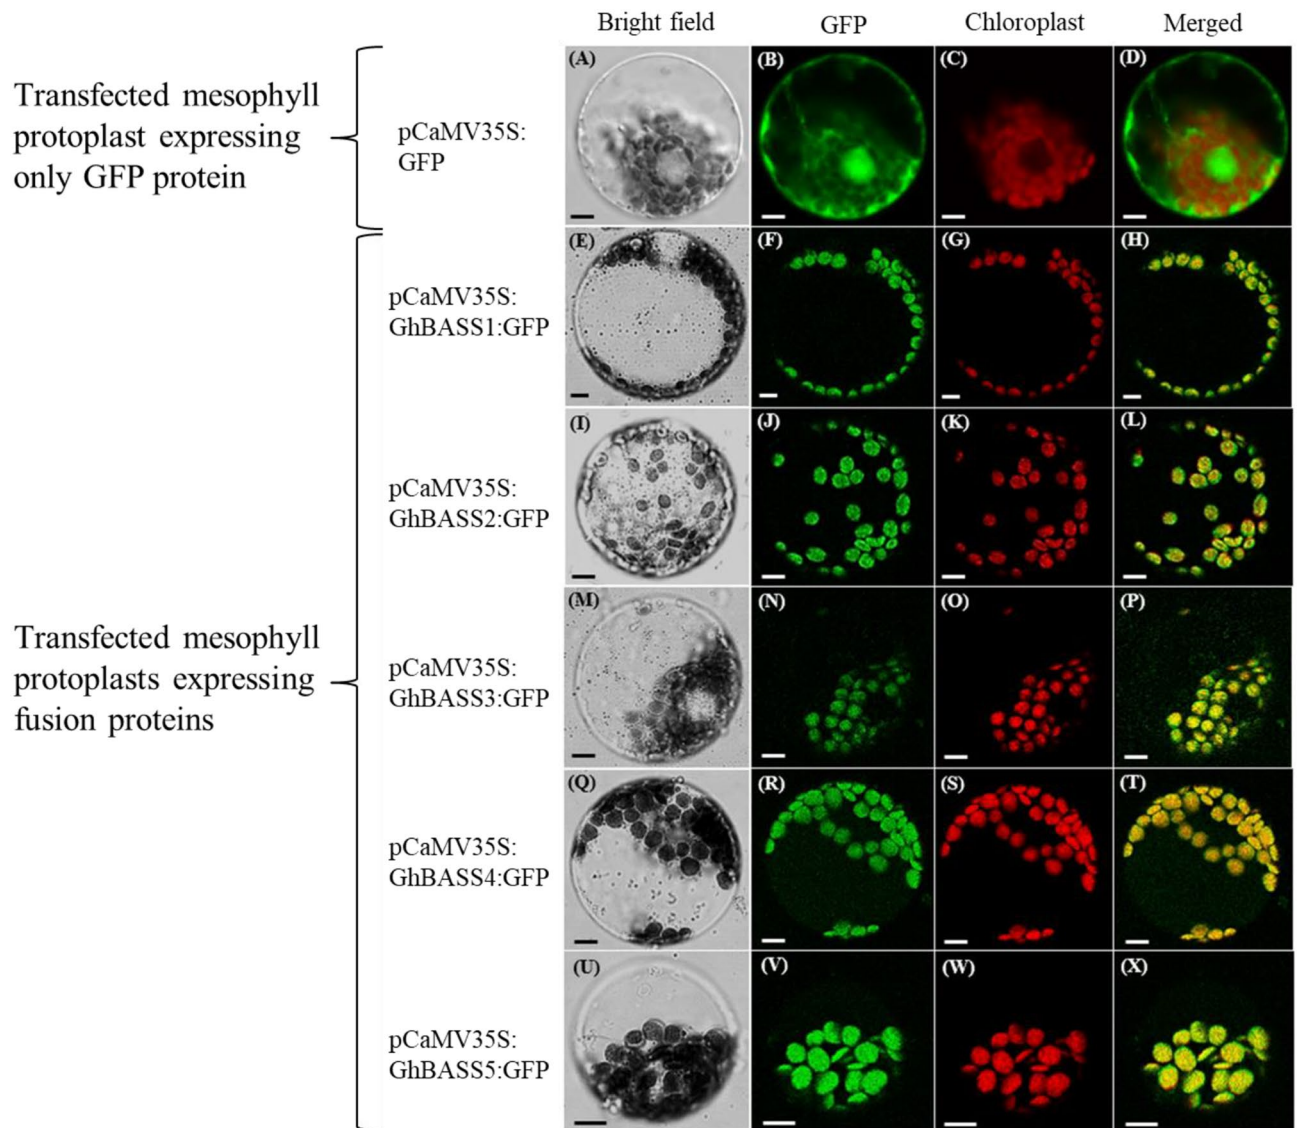 Bright field GFP Chloroplast Merged
Transfected mesophyll
protoplast expressing
only GFP protein
pCaMV35S:
GFP
(A) (B) (C) (D)
Transfected mesophyll
protoplasts expressing
fusion proteins
pCaMV35S:
GhBASS1:GFP
(E) (F) (G) (H)
pCaMV35S:
GhBASS2:GFP
(I) (J) (K) (L)
pCaMV35S:
GhBASS3:GFP
(M) (N) (O) (P)
pCaMV35S:
GhBASS4:GFP
(Q) (R) (S) (T)
pCaMV35S:
GhBASS5:GFP
(U) (V) (W) (X)